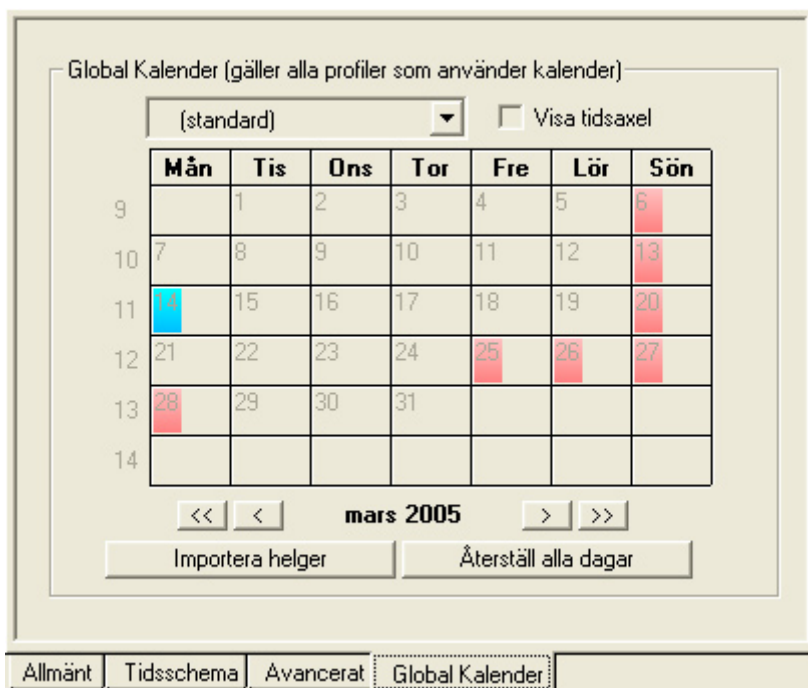 Global Kalender (gäller alla profiler som använder kalender)
(standard) Visa tidsaxel
Mån Tis Ons Tor Fre Lör Sön
9 1 2 3 4 5 6
10 7 8 9 10 11 12 13
11 14 15 16 17 18 19 20
12 21 22 23 24 25 26 27
13 28 29 30 31
14
<< < mars 2005 > >>
Importera helger Återställ alla dagar
Allmänt Tidsschema Avancerat Global Kalender